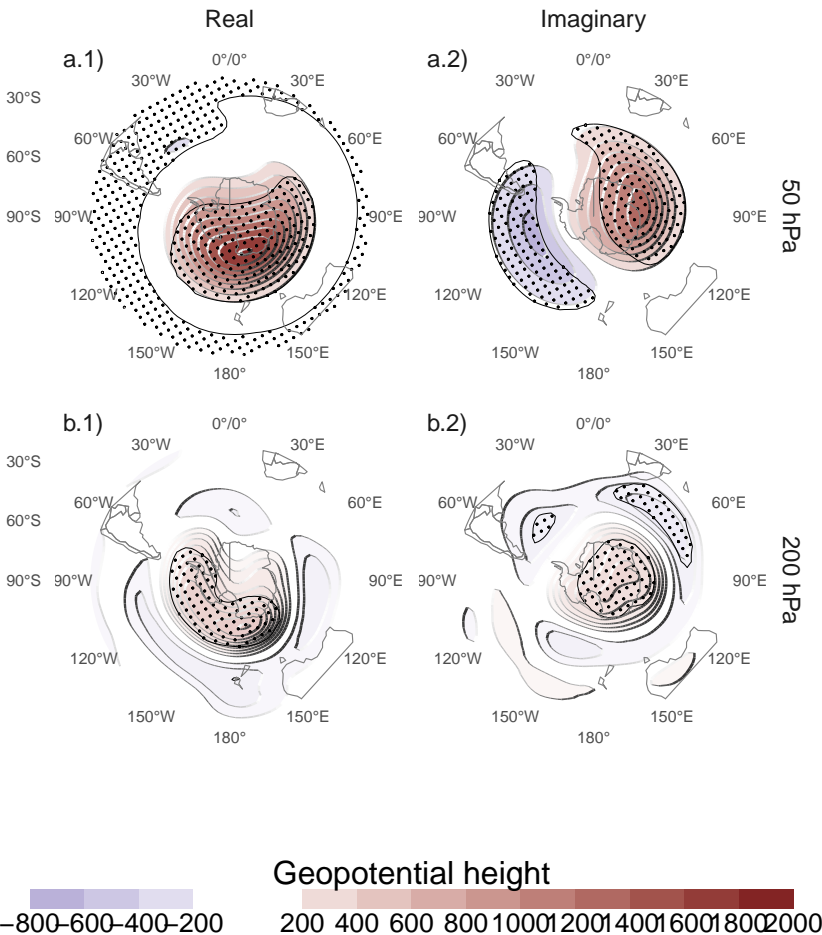 Real Imaginary
a.1) 0°/0° a.2) 0°/0°
30°W 30°E 30°W 30°E
30°S
60°W 60°E 60°W 60°E
60°S
90°S 90°W 90°E 90°W 90°E
50 hPa
120°W 120°E 120°W 120°E
150°W 150°E 150°W 150°E
180° 180°
b.1) 0°/0° b.2) 0°/0°
30°W 30°E 30°W 30°E
30°S
60°W 60°E 60°W 60°E
60°S
90°S 90°W 90°E 90°W 90°E
200 hPa
120°W 120°E 120°W 120°E
150°W 150°E 150°W 150°E
180° 180°
Geopotential height
−800 −600 −400 −200 200 400 600 800 1000 1200 1400 1600 1800 2000